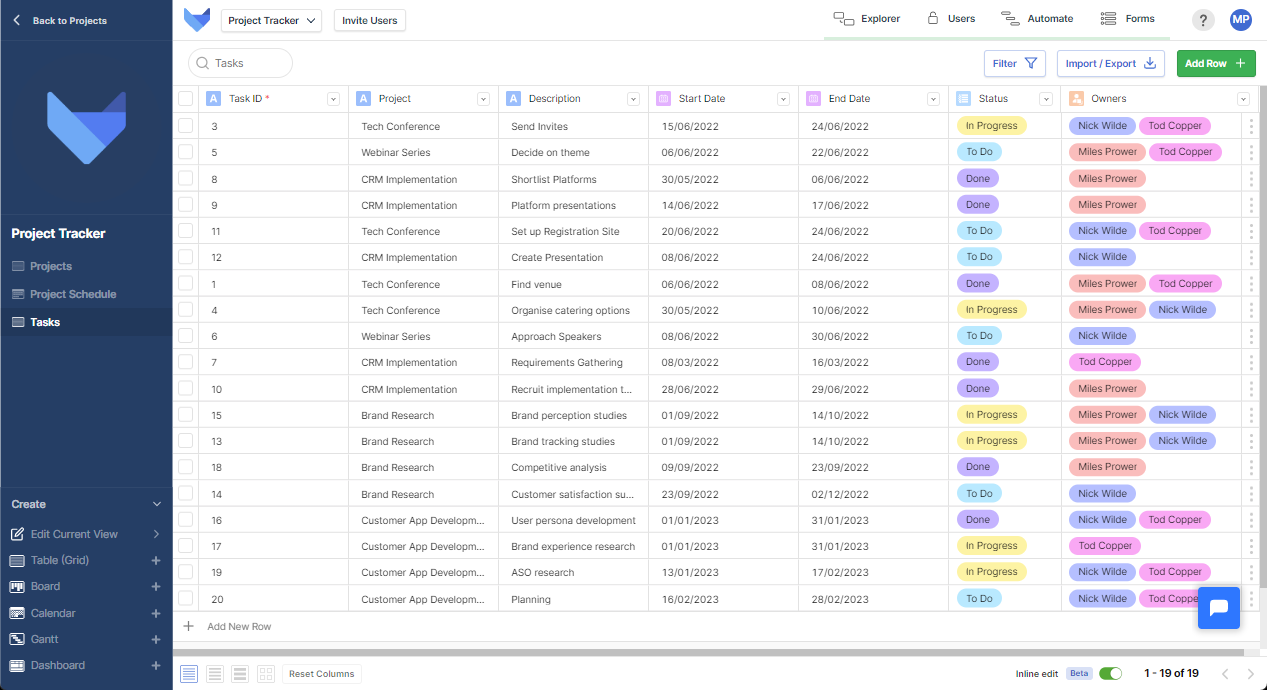 Back to Projects
Project Tracker
Invite Users
Explorer
Users
Automate
Forms
?
MP
Tasks
Filter
Import / Export
Add Row
Project Tracker
Projects
Project Schedule
Tasks
Create
Edit Current View
Table (Grid)
Board
Calendar
Gantt
Dashboard
A Task ID * A Project A Description Start Date End Date Status Owners
3 Tech Conference Send Invites 15/06/2022 24/06/2022 In Progress Nick Wilde Tod Copper
5 Webinar Series Decide on theme 06/06/2022 22/06/2022 To Do Miles Prower Tod Copper
8 CRM Implementation Shortlist Platforms 30/05/2022 06/06/2022 Done Miles Prower
9 CRM Implementation Platform presentations 14/06/2022 17/06/2022 Done Miles Prower
11 Tech Conference Set up Registration Site 20/06/2022 24/06/2022 To Do Nick Wilde Tod Copper
12 CRM Implementation Create Presentation 08/06/2022 24/06/2022 To Do Nick Wilde
1 Tech Conference Find venue 06/06/2022 08/06/2022 Done Miles Prower Tod Copper
4 Tech Conference Organise catering options 30/05/2022 10/06/2022 In Progress Miles Prower Nick Wilde
6 Webinar Series Approach Speakers 08/06/2022 30/06/2022 To Do Nick Wilde
7 CRM Implementation Requirements Gathering 08/03/2022 16/03/2022 Done Tod Copper
10 CRM Implementation Recruit implementation t... 28/06/2022 29/06/2022 Done Miles Prower
15 Brand Research Brand perception studies 01/09/2022 14/10/2022 In Progress Miles Prower Nick Wilde
13 Brand Research Brand tracking studies 01/09/2022 14/10/2022 In Progress Miles Prower Nick Wilde
18 Brand Research Competitive analysis 09/09/2022 23/09/2022 Done Miles Prower
14 Brand Research Customer satisfaction su... 23/09/2022 02/12/2022 To Do Nick Wilde
16 Customer App Developm... User persona development 01/01/2023 31/01/2023 Done Nick Wilde Tod Copper
17 Customer App Developm... Brand experience research 01/01/2023 31/01/2023 In Progress Tod Copper
19 Customer App Developm... ASO research 13/01/2023 17/02/2023 In Progress Nick Wilde Tod Copper
20 Customer App Developm... Planning 16/02/2023 28/02/2023 To Do Nick Wilde Tod Coppe
Add New Row
Reset Columns
Inline edit Beta
1 - 19 of 19